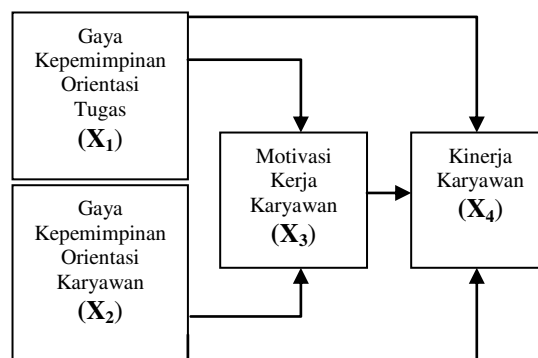 Gaya
Kepemimpinan
Orientasi
Tugas
(X₁)
Gaya
Kepemimpinan
Orientasi
Karyawan
(X₂)
Motivasi
Kerja
Karyawan
(X₃)
Kinerja
Karyawan
(X₄)